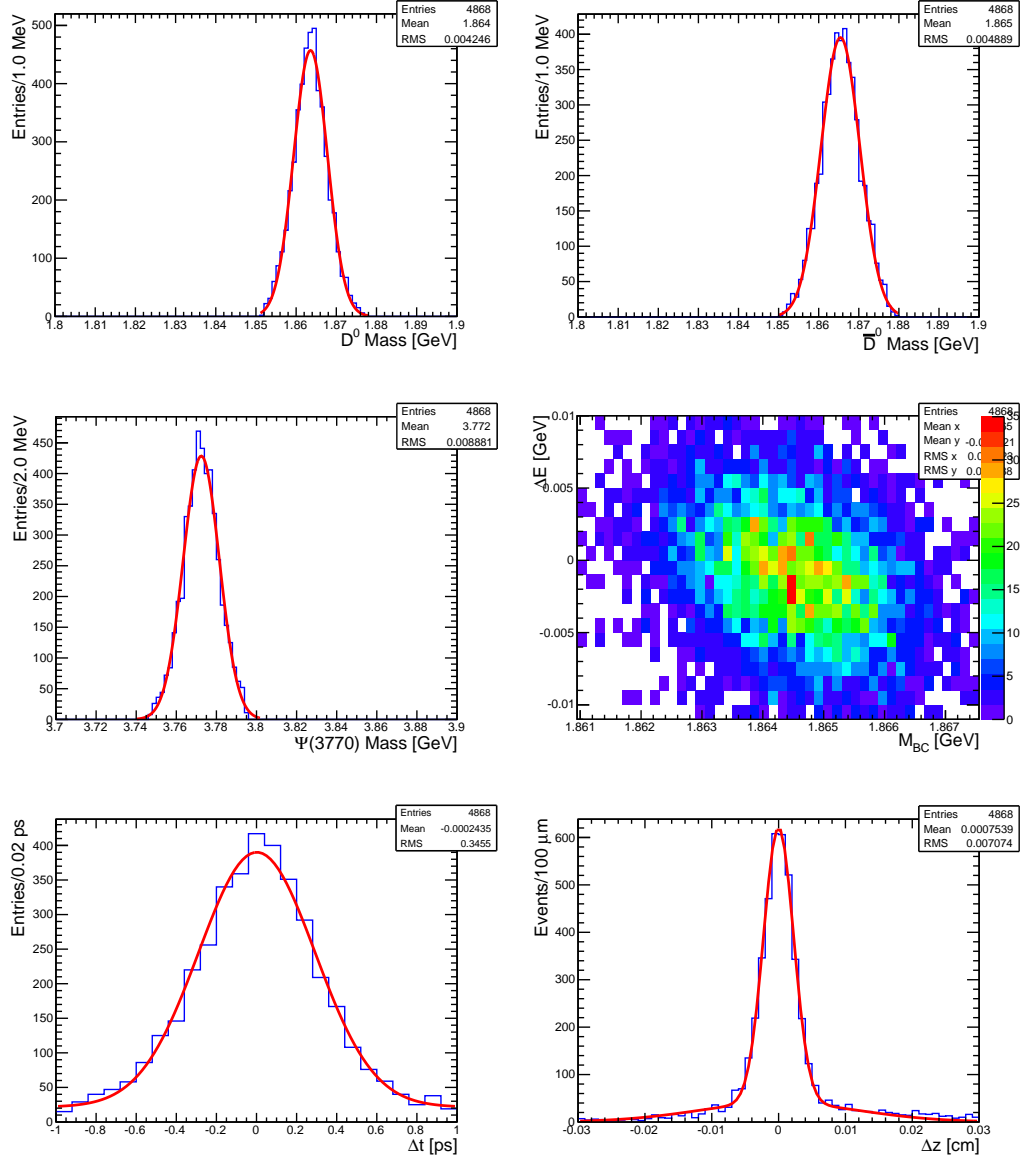 Entries 4868
Mean 1.864
RMS 0.004246
Entries/1.0 MeV
500
400
300
200
100
0
1.8 1.81 1.82 1.83 1.84 1.85 1.86 1.87 1.88 1.89 1.9
D⁰ Mass [GeV]
Entries 4868
Mean 1.865
RMS 0.004889
Entries/1.0 MeV
400
350
300
250
200
150
100
50
0
1.8 1.81 1.82 1.83 1.84 1.85 1.86 1.87 1.88 1.89 1.9
D̅⁰ Mass [GeV]
Entries 4868
Mean 3.772
RMS 0.008881
Entries/2.0 MeV
450
400
350
300
250
200
150
100
50
0
3.7 3.72 3.74 3.76 3.78 3.8 3.82 3.84 3.86 3.88 3.9
Ψ(3770) Mass [GeV]
Entries
Mean x
Mean y
RMS x
RMS y
ΔE [GeV]
0.01
0.005
0
-0.005
-0.01
1.861 1.862 1.863 1.864 1.865 1.866 1.867
M_BC [GeV]
35
30
25
20
15
10
5
0
Entries 4868
Mean -0.0002435
RMS 0.3455
Entries/0.02 ps
400
350
300
250
200
150
100
50
0
-1 -0.8 -0.6 -0.4 -0.2 0 0.2 0.4 0.6 0.8 1
Δt [ps]
Entries 4868
Mean 0.0007539
RMS 0.007074
Events/100 μm
600
500
400
300
200
100
0
-0.03 -0.02 -0.01 0 0.01 0.02 0.03
Δz [cm]